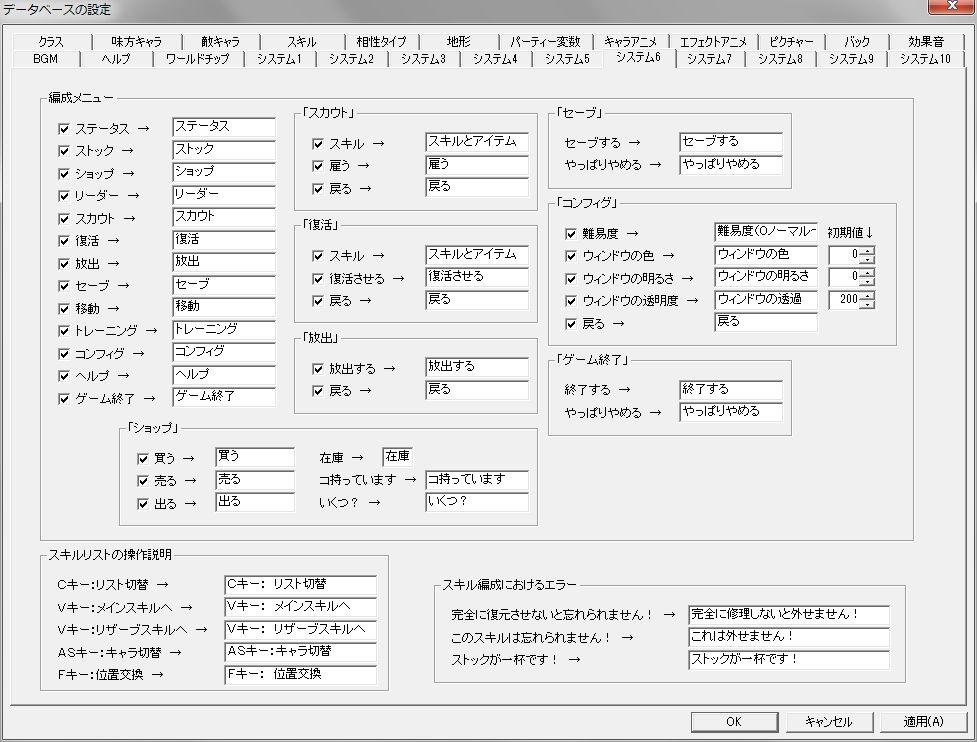 データベースの設定
クラス 味方キャラ 敵キャラ スキル 相性タイプ 地形 パーティー変数 キャラアニメ エフェクトアニメ ピクチャー バック 効果音
BGM ヘルプ ワールドチップ システム1 システム2 システム3 システム4 システム5 システム6 システム7 システム8 システム9 システム10
編成メニュー
ステータス → ステータス
ストック → ストック
ショップ → ショップ
リーダー → リーダー
スカウト → スカウト
復活 → 復活
放出 → 放出
セーブ → セーブ
移動 → 移動
トレーニング → トレーニング
コンフィグ → コンフィグ
ヘルプ → ヘルプ
ゲーム終了 → ゲーム終了
「スカウト」
スキル → スキルとアイテム
雇う → 雇う
戻る → 戻る
「復活」
スキル → スキルとアイテム
復活させる → 復活させる
戻る → 戻る
「放出」
放出する → 放出する
戻る → 戻る
「セーブ」
セーブする → セーブする
やっぱりやめる → やっぱりやめる
「コンフィグ」
難易度 → 難易度(0ノーマル 初期値↓
ウィンドウの色 → ウィンドウの色 0
ウィンドウの明るさ → ウィンドウの明るさ 0
ウィンドウの透明度 → ウィンドウの透過 200
戻る → 戻る
「ゲーム終了」
終了する → 終了する
やっぱりやめる → やっぱりやめる
「ショップ」
買う → 買う 在庫 → 在庫
売る → 売る コ持っています → コ持っています
出る → 出る いくつ? → いくつ?
スキルリストの操作説明
Cキー:リスト切替 → Cキー: リスト切替
Vキー:メインスキルへ → Vキー: メインスキルへ
Vキー:リザーブスキルへ → Vキー: リザーブスキルへ
ASキー:キャラ切替 → ASキー:キャラ切替
Fキー:位置交換 → Fキー: 位置交換
スキル編成におけるエラー
完全に復元させないと忘れられません! → 完全に修理しないと外せません!
このスキルは忘れられません! → これは外せません!
ストックが一杯です! → ストックが一杯です!
OK キャンセル 適用(A)